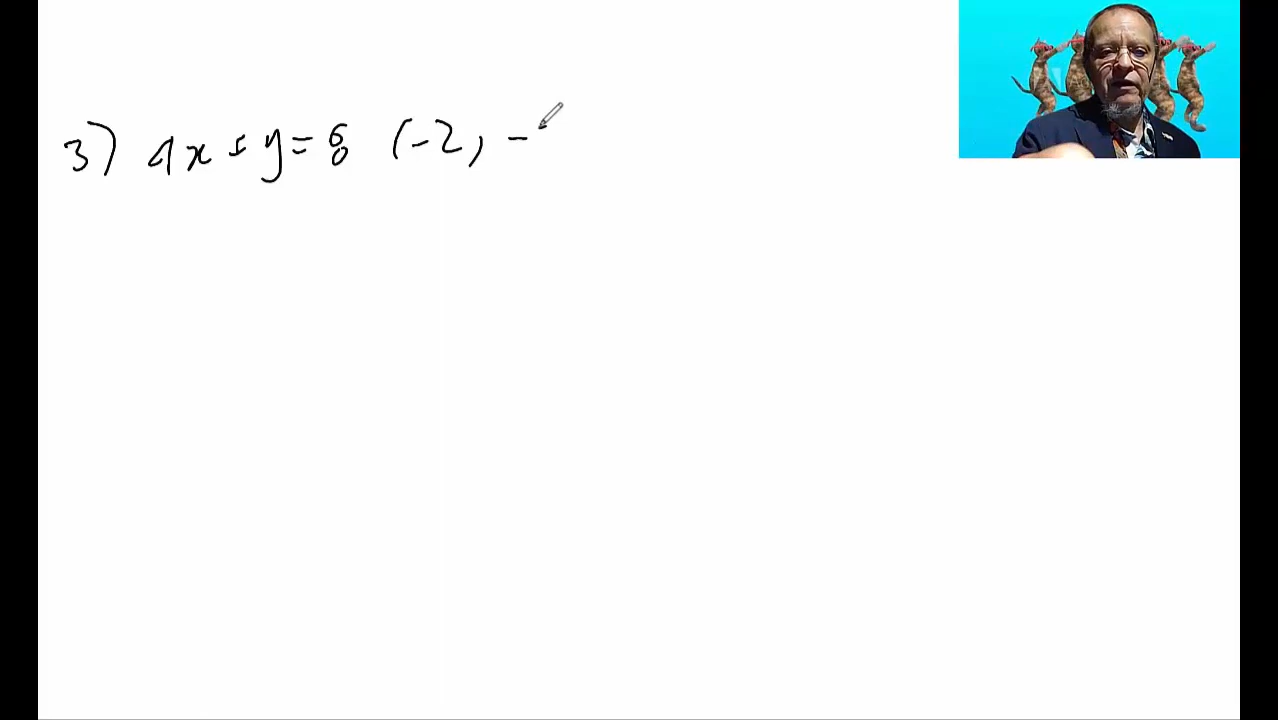 3) 4x + y = 8 (-2, -